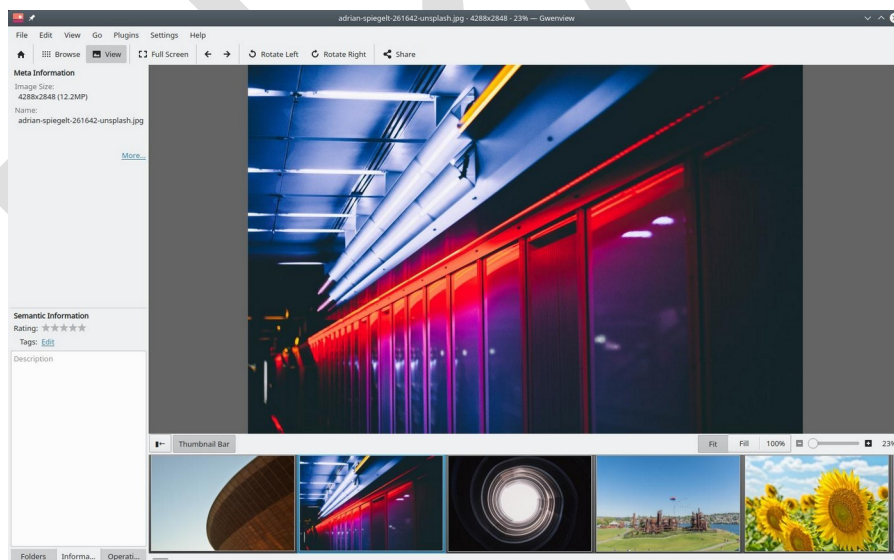 adrian-spiegelt-261642-unsplash.jpg - 4288x2848 - 23% — Gwenview
File Edit View Go Plugins Settings Help
Browse View Full Screen Rotate Left Rotate Right Share
Meta Information
Image Size:
4288x2848 (12.2MP)
Name:
adrian-spiegelt-261642-unsplash.jpg
More...
Semantic Information
Rating:
Tags: Edit
Description
Thumbnail Bar Fit Fill 100% 23%
Folders Informa... Operati...